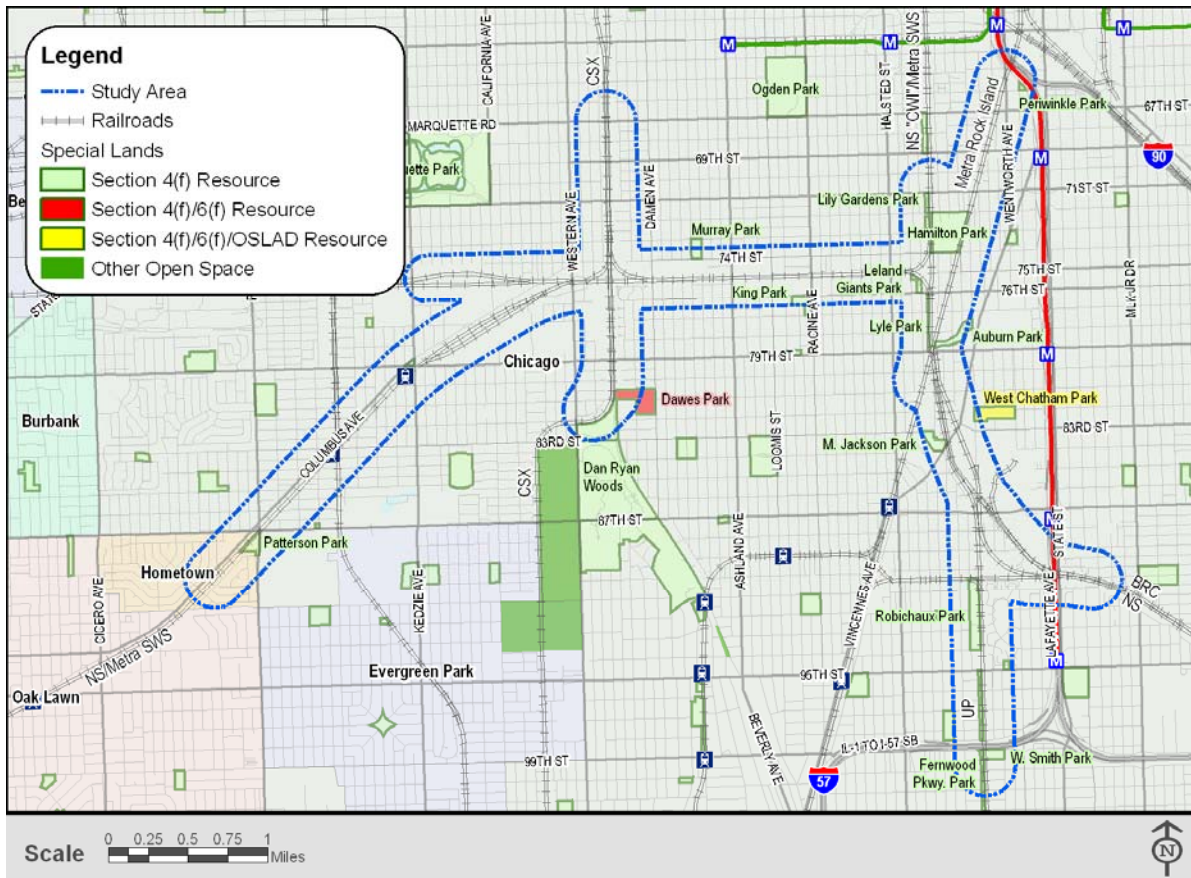 Legend
Study Area
Railroads
Special Lands
Section 4(f) Resource
Section 4(f)/6(f) Resource
Section 4(f)/6(f)/OSLAD Resource
Other Open Space
CALIFORNIA AVE
CSX
MARQUETTE RD
uette Park
WESTERN AVE
DAMEN AVE
M
M
M
M
Ogden Park
HALSTED ST
NS "CWI"/Metra SWS
Metra Rock Island
WENTWORTH AVE
Periwinkle Park
67TH ST
90
69TH ST
M
71ST ST
Lily Gardens Park
Murray Park
Hamilton Park
74TH ST
Leland
Giants Park
75TH ST
76TH ST
King Park
RACINE AVE
MLK JR DR
Lyle Park
Auburn Park
79TH ST
M
Be
STATE
Chicago
Burbank
COLUMBUS AVE
Dawes Park
West Chatham Park
83RD ST
83RD ST
LOOMIS ST
M. Jackson Park
CSX
Dan Ryan
Woods
87TH ST
M
STATE ST
Patterson Park
Hometown
CICERO AVE
KEDZIE AVE
ASHLAND AVE
VINCENNES AVE
LAFAYETTE AVE
BRC
NS
Robichaux Park
NS/Metra SWS
Evergreen Park
M
95TH ST
Oak Lawn
UP
BEVERLY AVE
IL-1 TO I-57 SB
99TH ST
57
Fernwood
Pkwy. Park
W. Smith Park
Scale
0 0.25 0.5 0.75 1
Miles
N